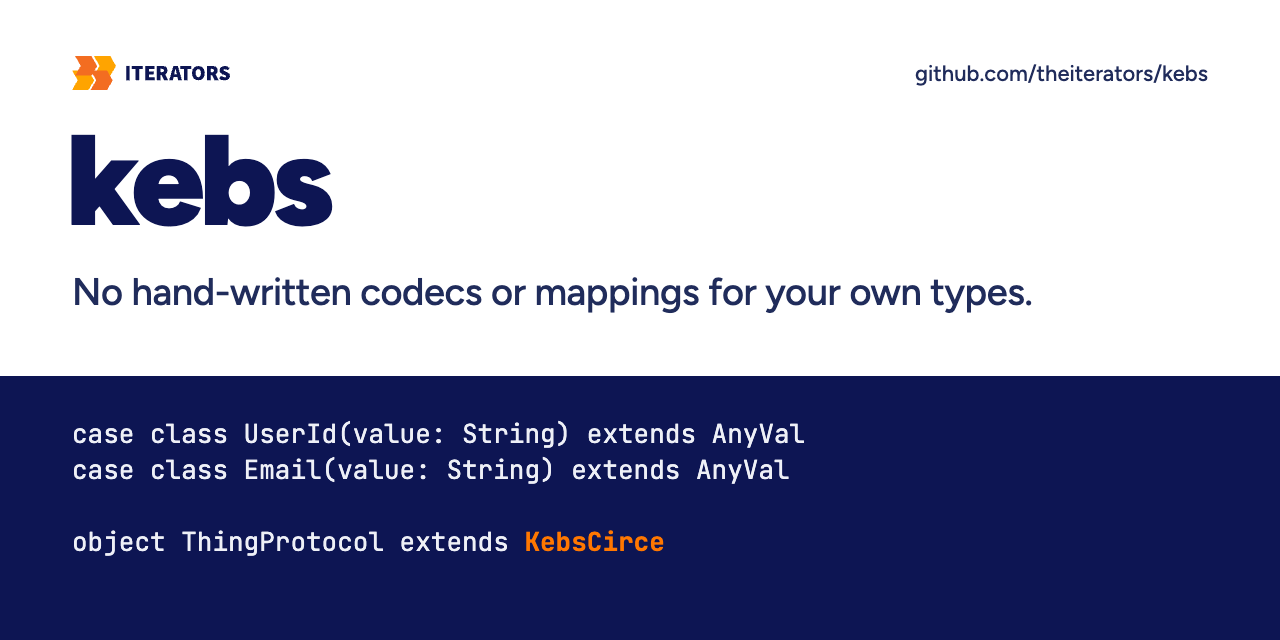 ITERATORS
github.com/theiterators/kebs
kebs
No hand-written codecs or mappings for your own types.
case class UserId(value: String) extends AnyVal
case class Email(value: String) extends AnyVal
object ThingProtocol extends KebsCirce